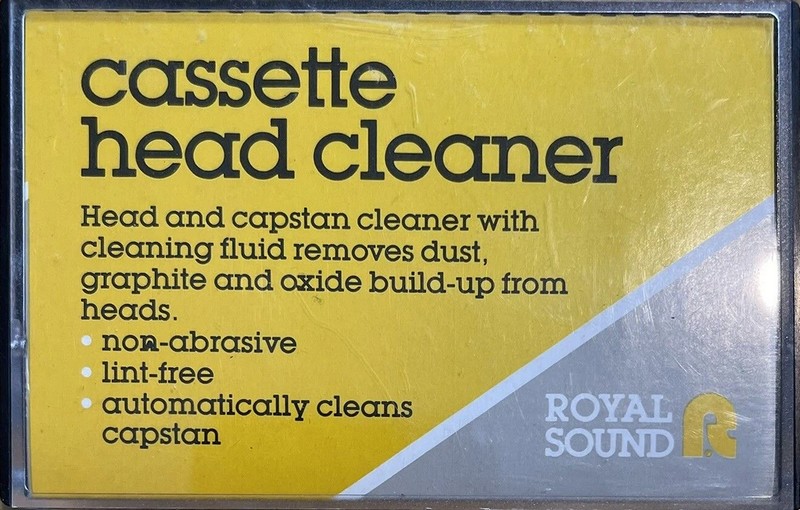 cassette
head cleaner
Head and capstan cleaner with
cleaning fluid removes dust,
graphite and oxide build-up from
heads.
• non-abrasive
• lint-free
• automatically cleans
capstan
ROYAL
SOUND R